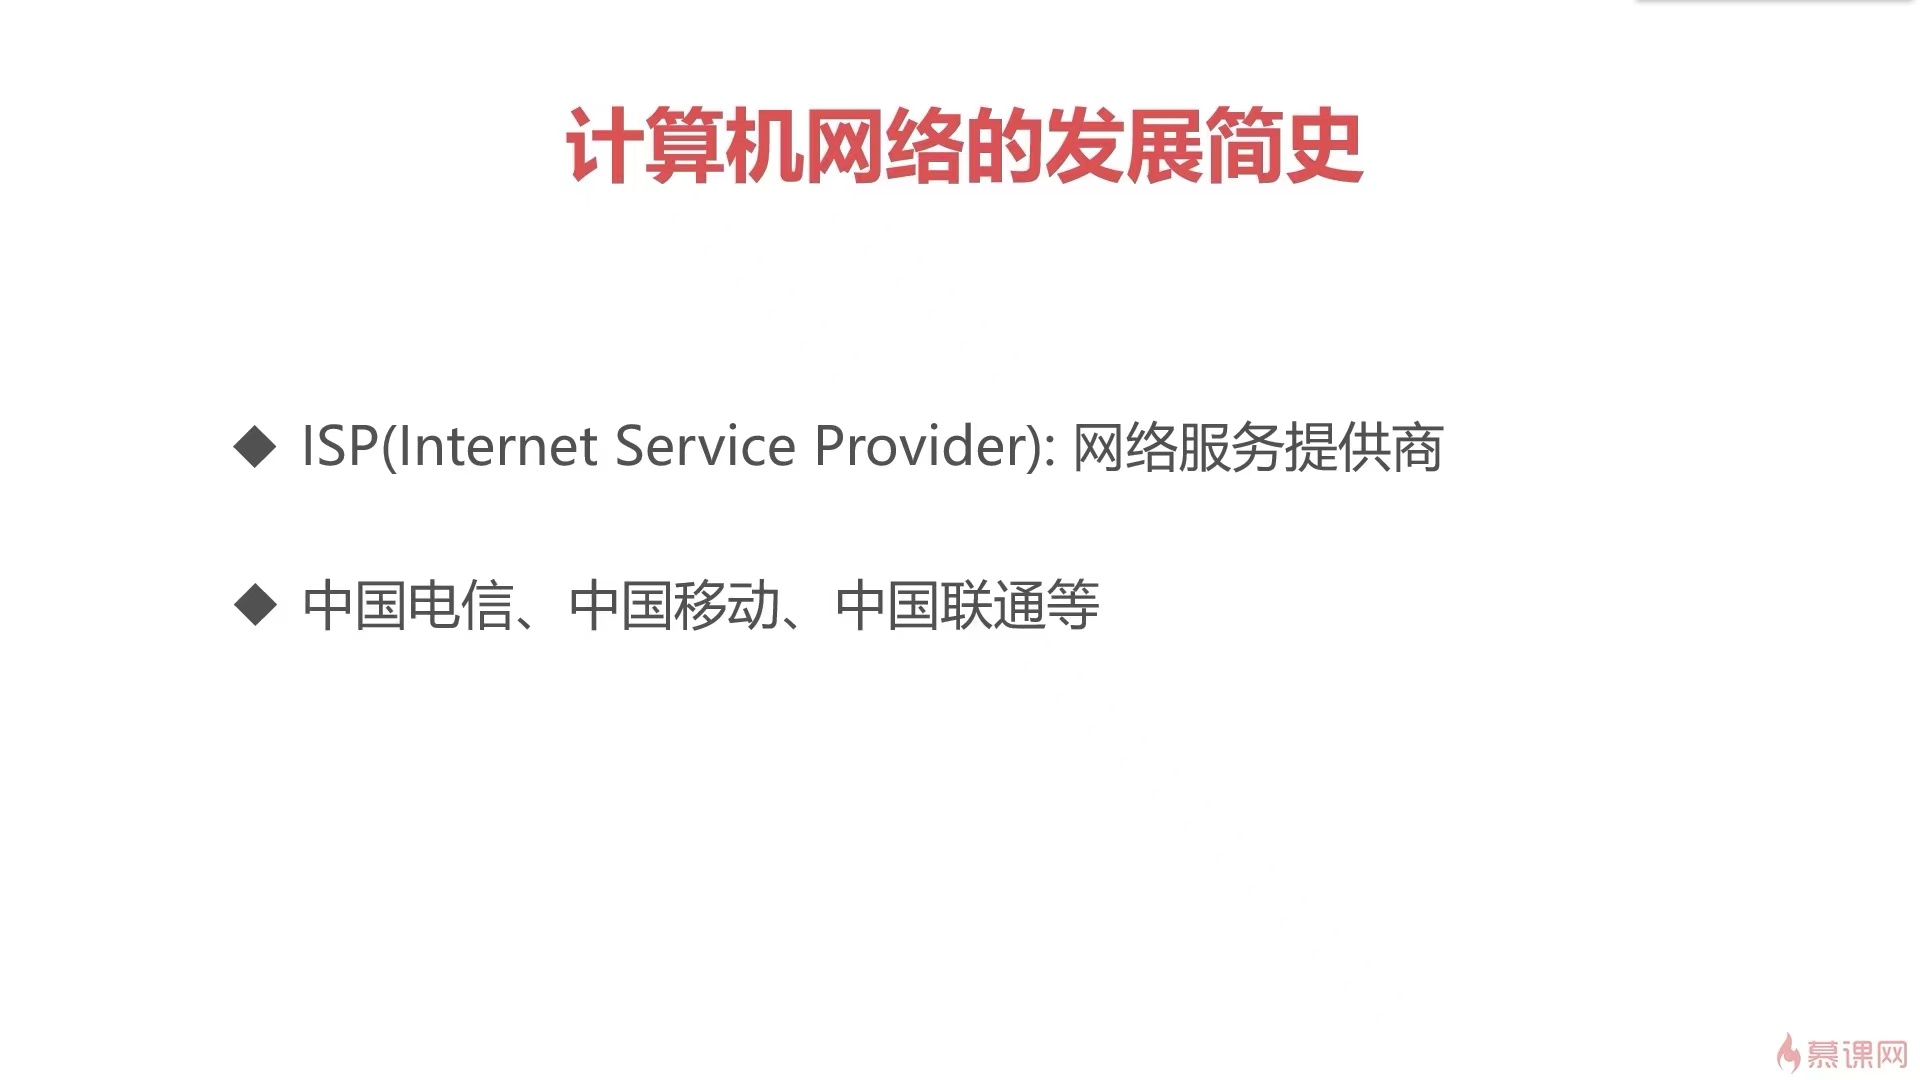 计算机网络的发展简史
◆ ISP(Internet Service Provider): 网络服务提供商
◆ 中国电信、中国移动、中国联通等
慕课网